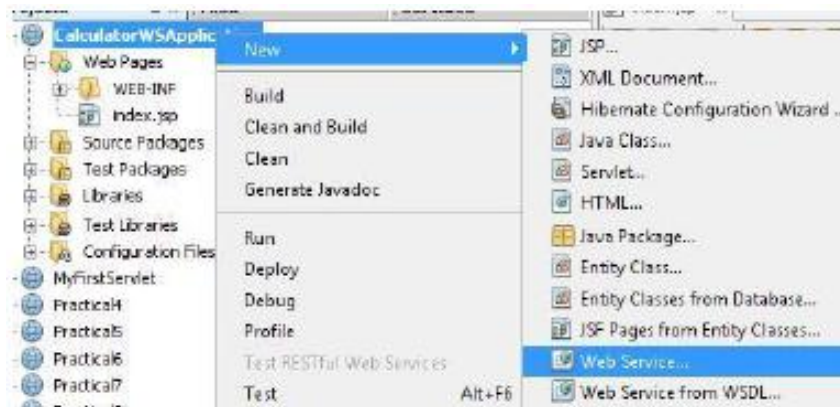 CalculatorWSApplic
Web Pages
WEB-INF
index.jsp
Source Packages
Test Packages
Libraries
Test Libraries
Configuration Files
MyFirstServlet
Practical4
Practical5
Practical6
Practical7
New
Build
Clean and Build
Clean
Generate Javadoc
Run
Deploy
Debug
Profile
Test RESTful Web Services
Test Alt+F6
JSP...
XML Document...
Hibernate Configuration Wizard ...
Java Class...
Servlet...
HTML...
Java Package...
Entity Class...
Entity Classes from Database...
JSF Pages from Entity Classes...
Web Service...
Web Service from WSDL...